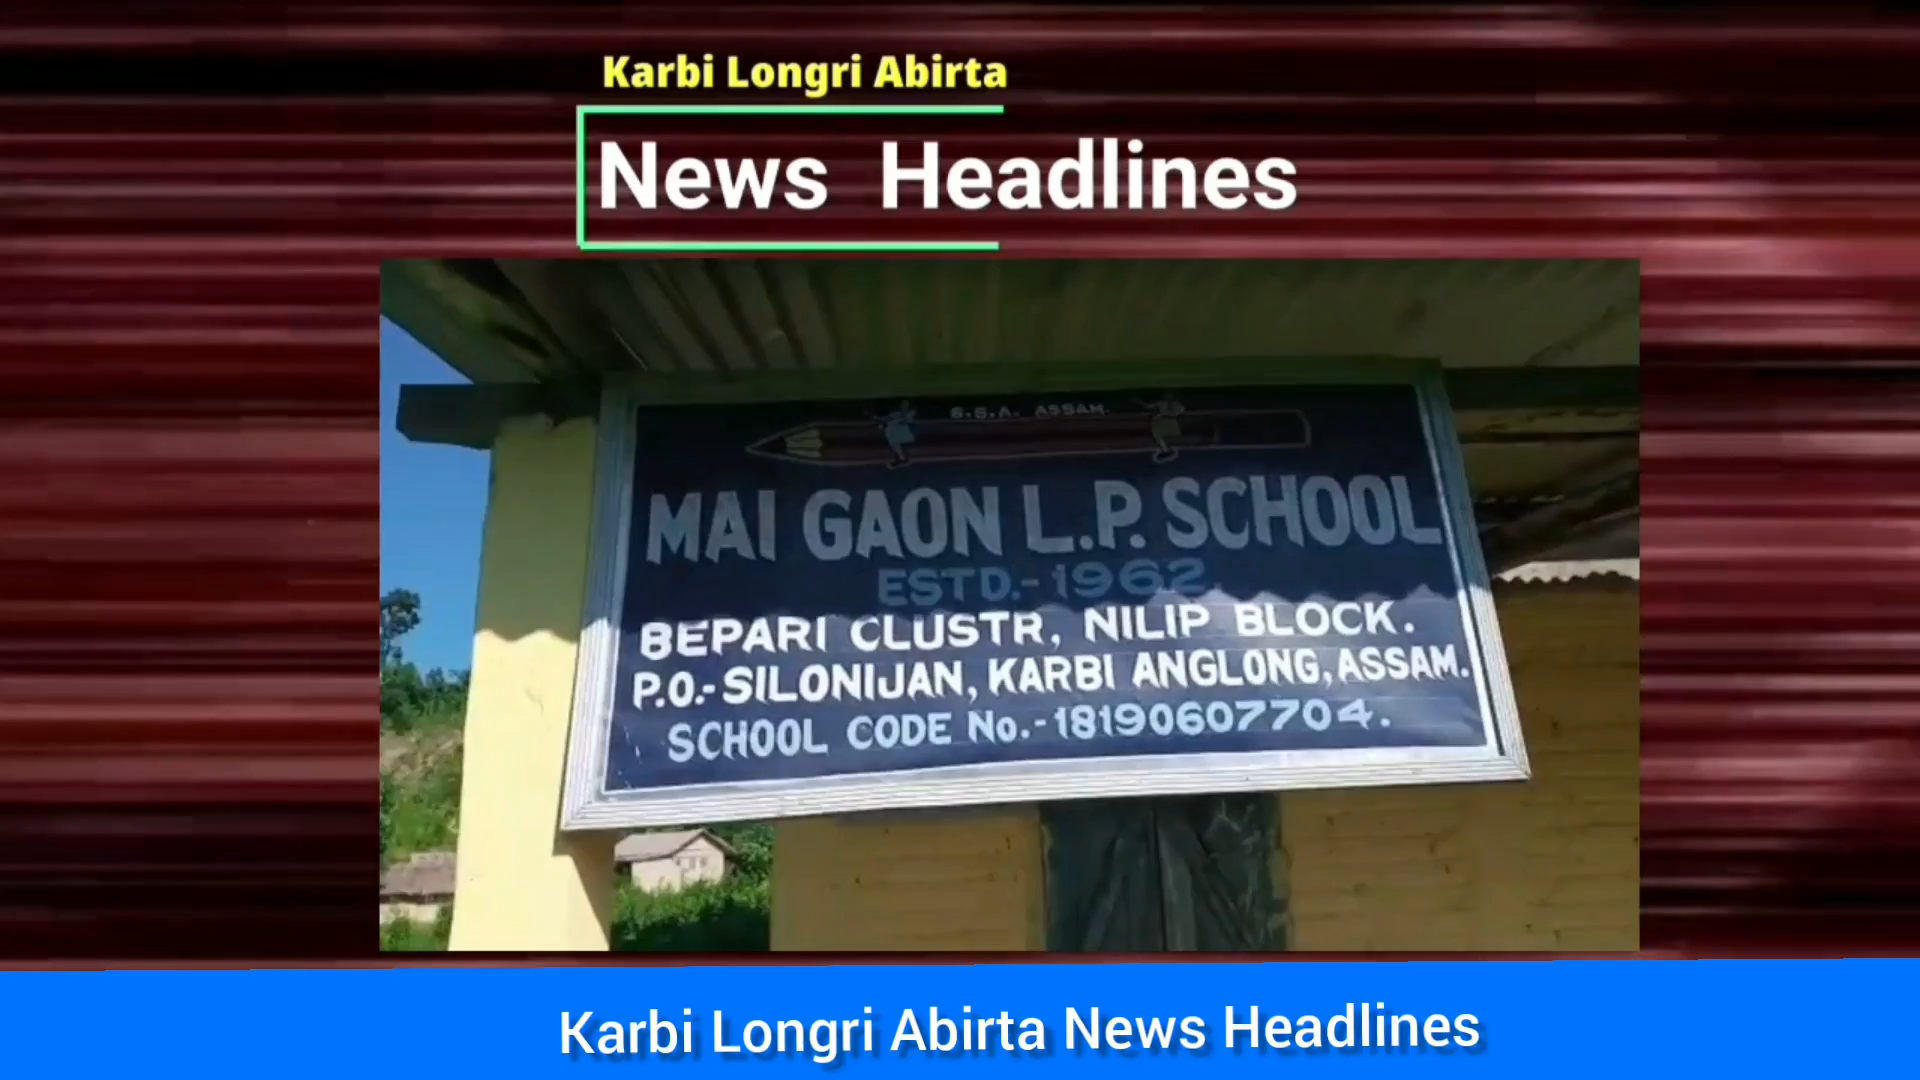 Karbi Longri Abirta
News Headlines
S.S.A. ASSAM.
MAI GAON L.P. SCHOOL
ESTD.-1962
BEPARI CLUSTR, NILIP BLOCK.
P.O.-SILONIJAN, KARBI ANGLONG, ASSAM.
SCHOOL CODE No.-18190607704.
Karbi Longri Abirta News Headlines